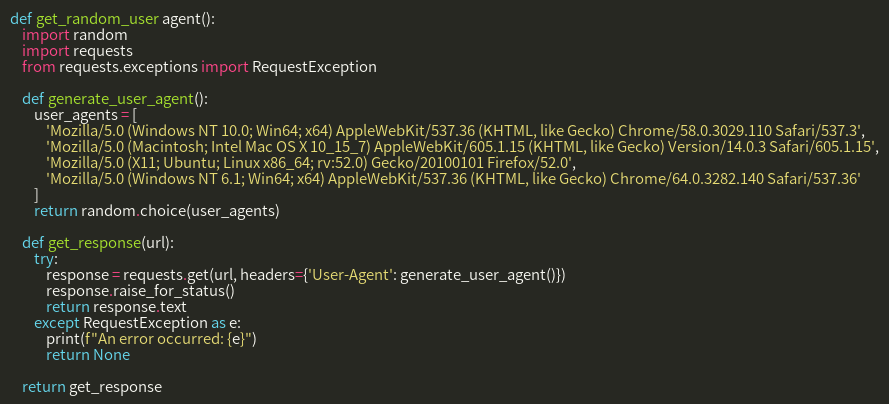 def get_random_user agent():
    import random
    import requests
    from requests.exceptions import RequestException

    def generate_user_agent():
        user_agents = [
            'Mozilla/5.0 (Windows NT 10.0; Win64; x64) AppleWebKit/537.36 (KHTML, like Gecko) Chrome/58.0.3029.110 Safari/537.3',
            'Mozilla/5.0 (Macintosh; Intel Mac OS X 10_15_7) AppleWebKit/605.1.15 (KHTML, like Gecko) Version/14.0.3 Safari/605.1.15',
            'Mozilla/5.0 (X11; Ubuntu; Linux x86_64; rv:52.0) Gecko/20100101 Firefox/52.0',
            'Mozilla/5.0 (Windows NT 6.1; Win64; x64) AppleWebKit/537.36 (KHTML, like Gecko) Chrome/64.0.3282.140 Safari/537.36'
        ]
        return random.choice(user_agents)

    def get_response(url):
        try:
            response = requests.get(url, headers={'User-Agent': generate_user_agent()})
            response.raise_for_status()
            return response.text
        except RequestException as e:
            print(f"An error occurred: {e}")
            return None

    return get_response